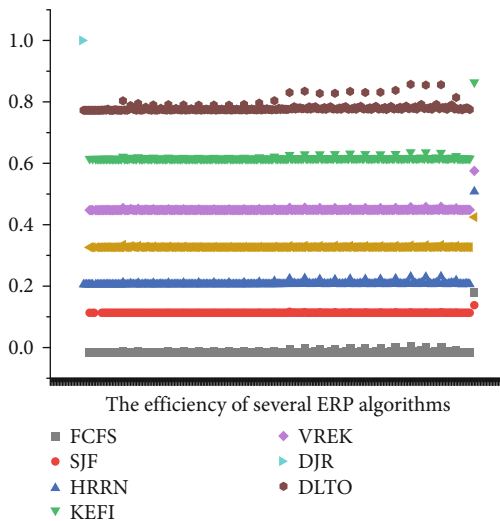 1.0
0.8
0.6
0.4
0.2
0.0
The efficiency of several ERP algorithms
FCFS
SJF
HRRN
KEFI
VREK
DJR
DLTO